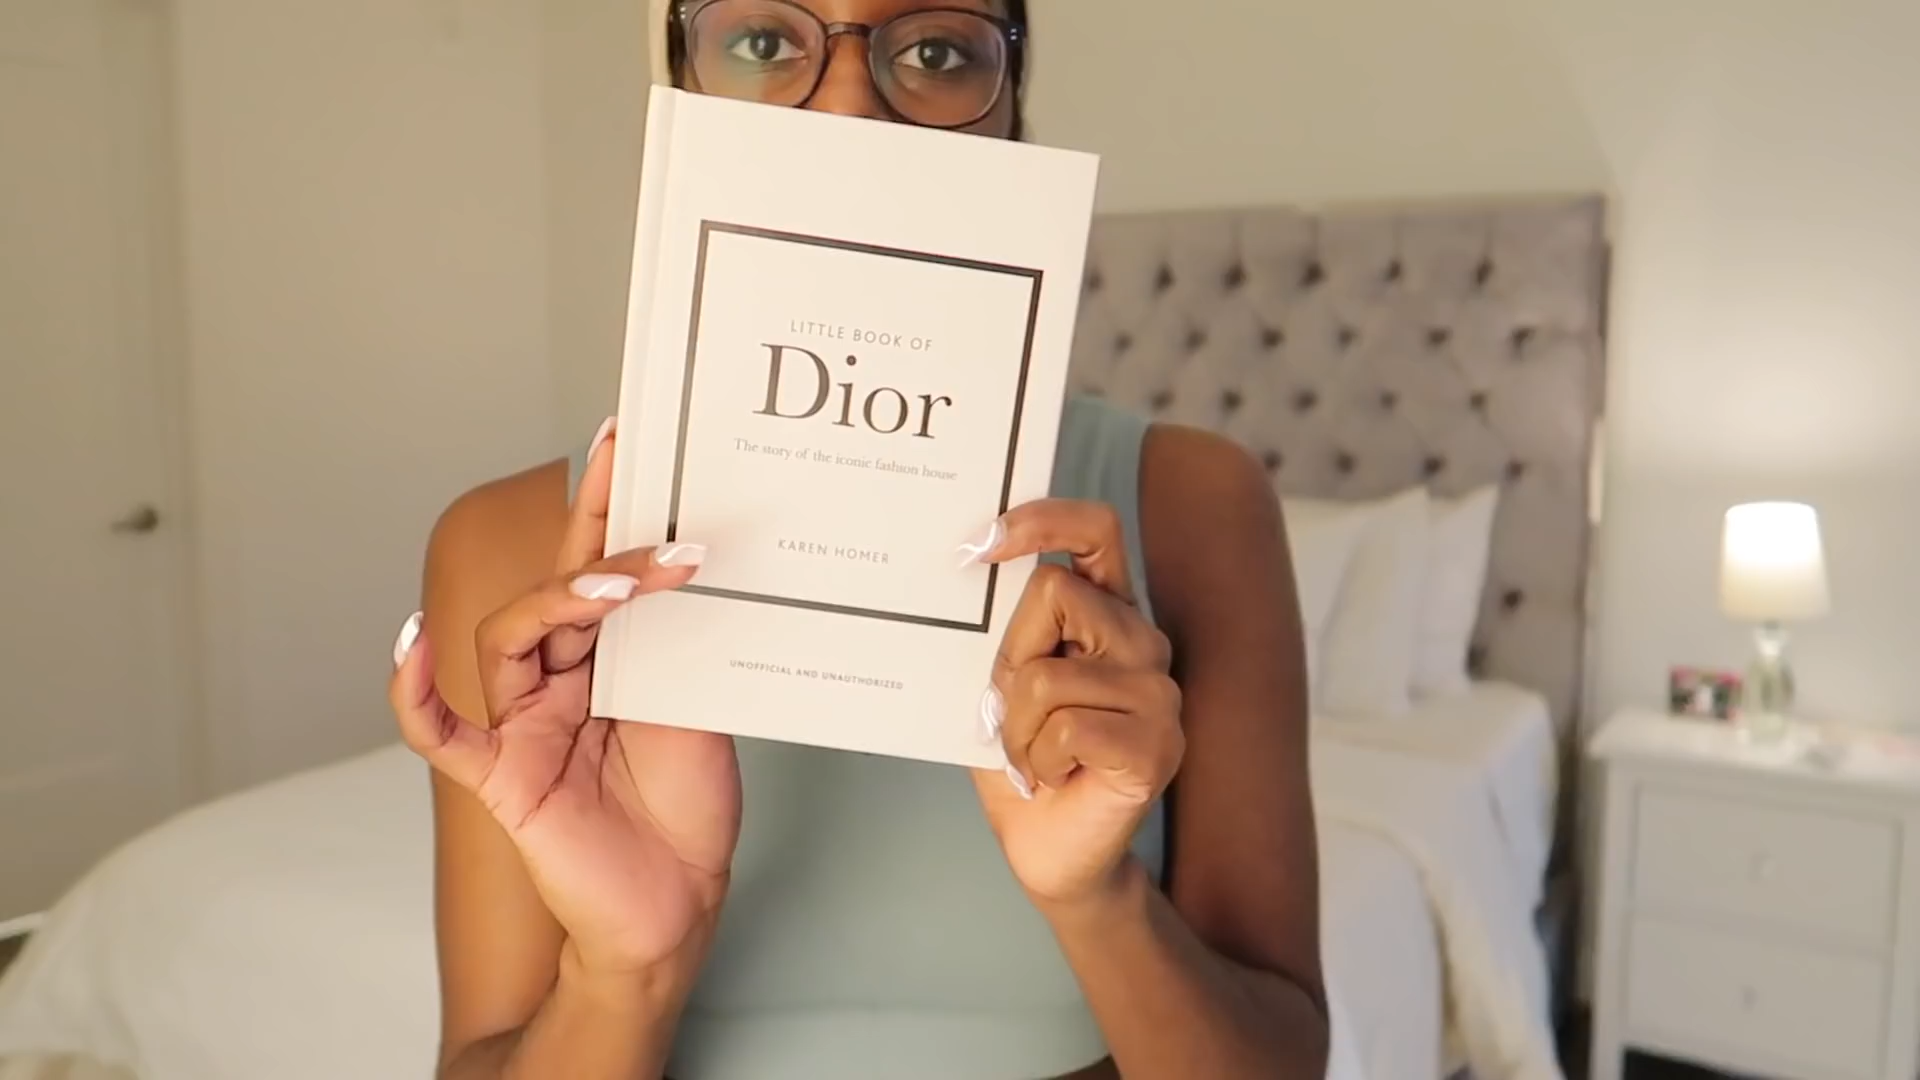 LITTLE BOOK OF
Dior
The story of the iconic fashion house
KAREN HOMER
UNOFFICIAL AND UNAUTHORIZED